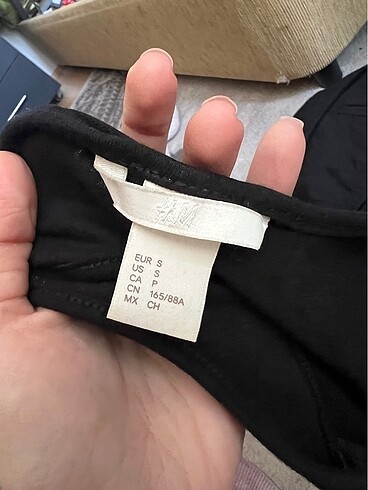 H&M
EUR S
US S
CA P
CN 165/88A
MX CH